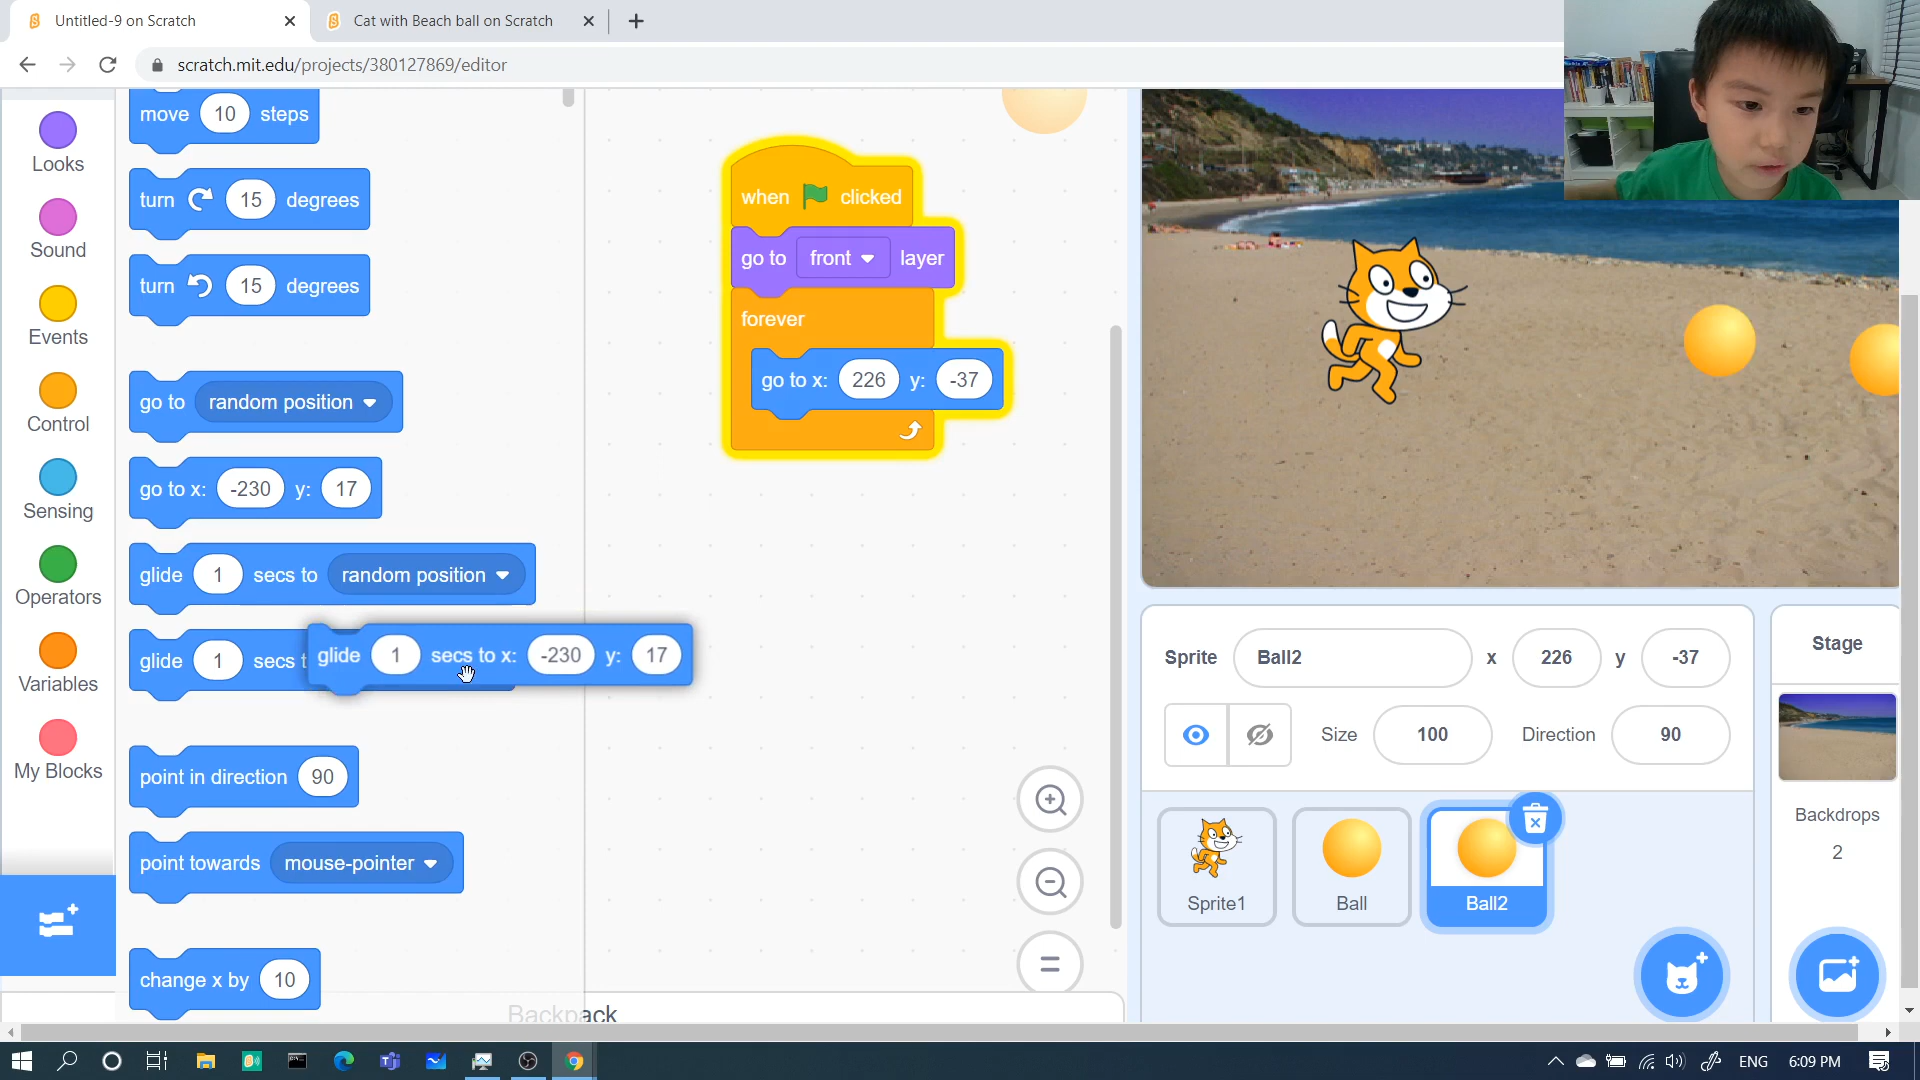 Untitled-9 on Scratch
Cat with Beach ball on Scratch
scratch.mit.edu/projects/380127869/editor
Looks
Sound
Events
Control
Sensing
Operators
Variables
My Blocks
move 10 steps
turn 15 degrees
turn 15 degrees
go to random position
go to x: -230 y: 17
glide 1 secs to random position
glide 1 secs t
glide 1 secs to x: -230 y: 17
point in direction 90
point towards mouse-pointer
change x by 10
when clicked
go to front layer
forever
go to x: 226 y: -37
Backpack
Sprite Ball2 x 226 y -37
Size 100 Direction 90
Sprite1
Ball
Ball2
Stage
Backdrops
2
ENG
6:09 PM